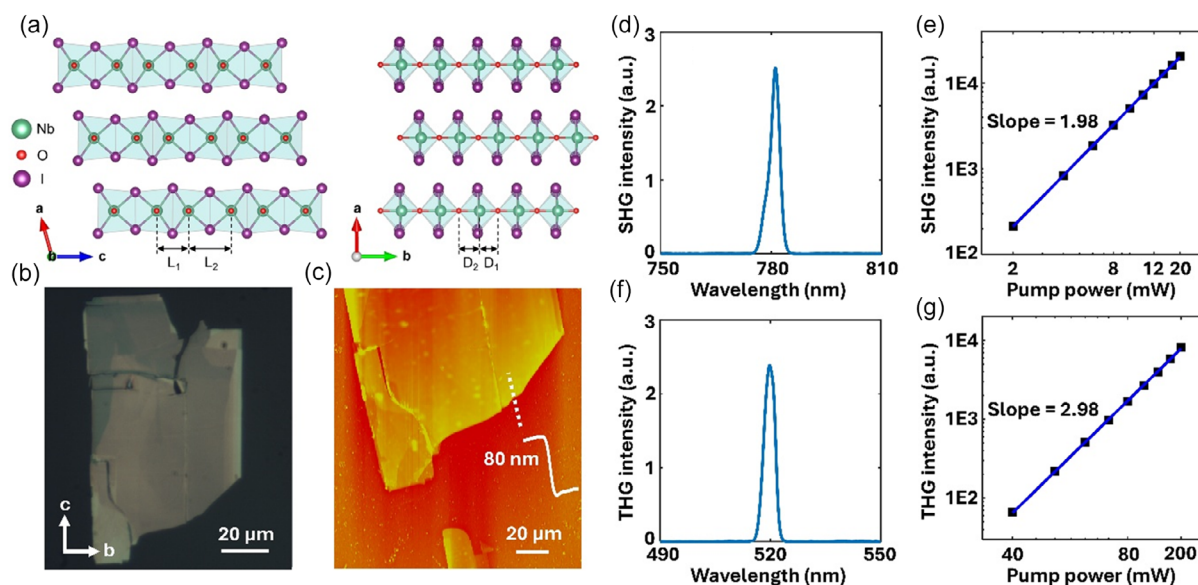 (a)
Nb
O
I
a
b
c
L₁
L₂
a
b
D₂
D₁
(b)
c
b
20 µm
(c)
80 nm
20 µm
(d)
SHG intensity (a.u.)
3
2
1
0
750
780
810
Wavelength (nm)
(e)
SHG intensity (a.u.)
1E4
1E3
1E2
Slope = 1.98
2
8
12
20
Pump power (mW)
(f)
THG intensity (a.u.)
3
2
1
0
490
520
550
Wavelength (nm)
(g)
THG intensity (a.u.)
1E4
1E3
1E2
Slope = 2.98
40
80
200
Pump power (mW)